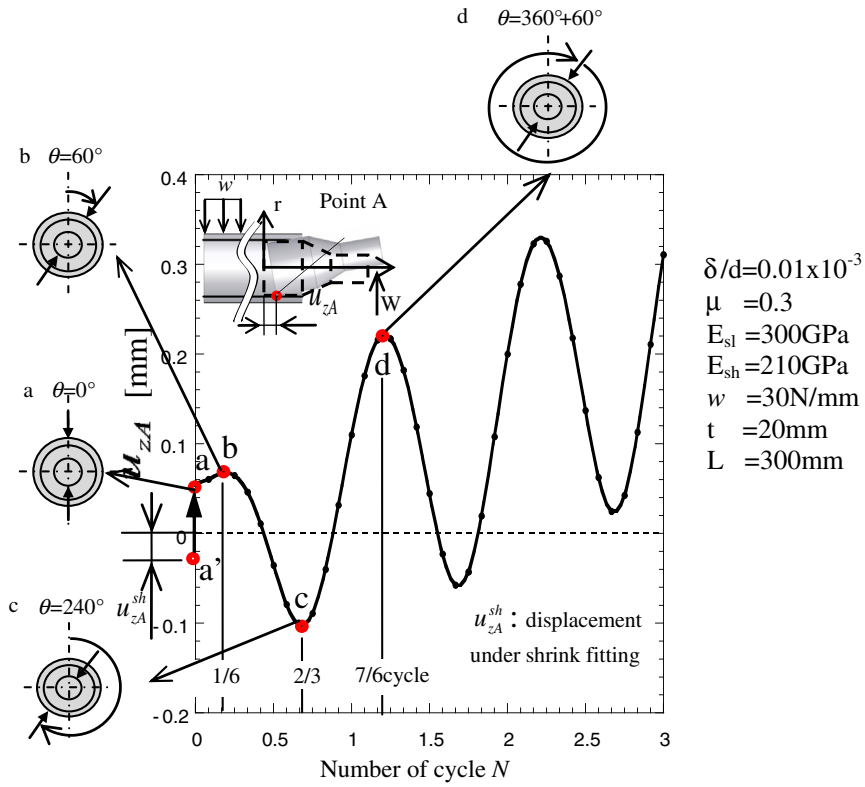 d θ=360°+60°
b θ=60°
a θ=0°
c θ=240°
0.4
0.3
0.2
0.1
0
-0.1
-0.2
u_zA [mm]
w
r
Point A
u_zA
W
a
b
a’
c
d
u_zA^sh
u_zA^sh : displacement
under shrink fitting
1/6
2/3
7/6cycle
0 0.5 1 1.5 2 2.5 3
Number of cycle N
δ/d=0.01x10^-3
μ =0.3
E_sl =300GPa
E_sh =210GPa
w =30N/mm
t =20mm
L =300mm